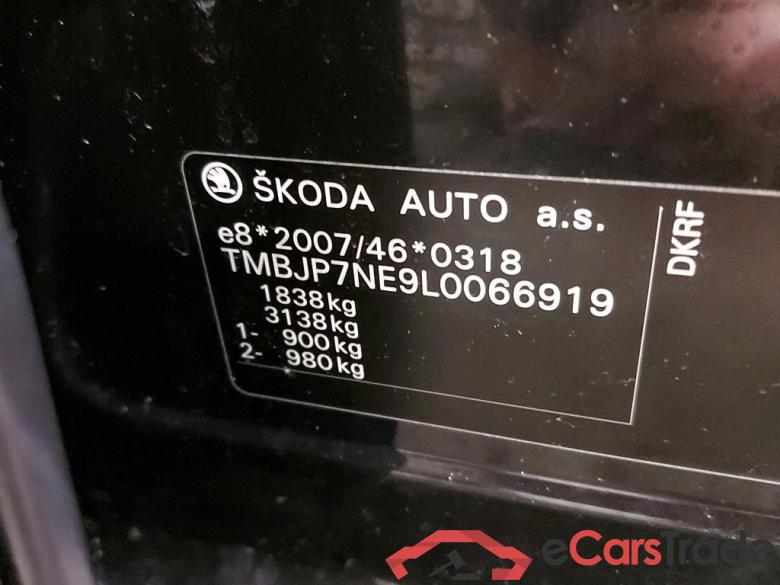 ŠKODA AUTO a.s.
e8*2007/46*0318
TMBJP7NE9L0066919
1838kg
3138kg
1- 900kg
2- 980kg
DKRF
eCarsTrade